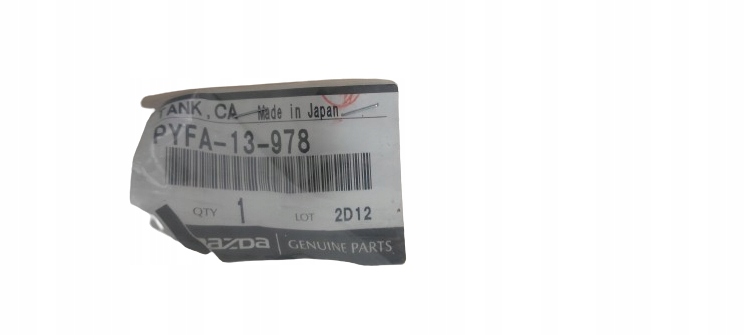 TANK, CA Made in Japan
PYFA-13-978
QTY 1 LOT 2D12
mazda | GENUINE PARTS